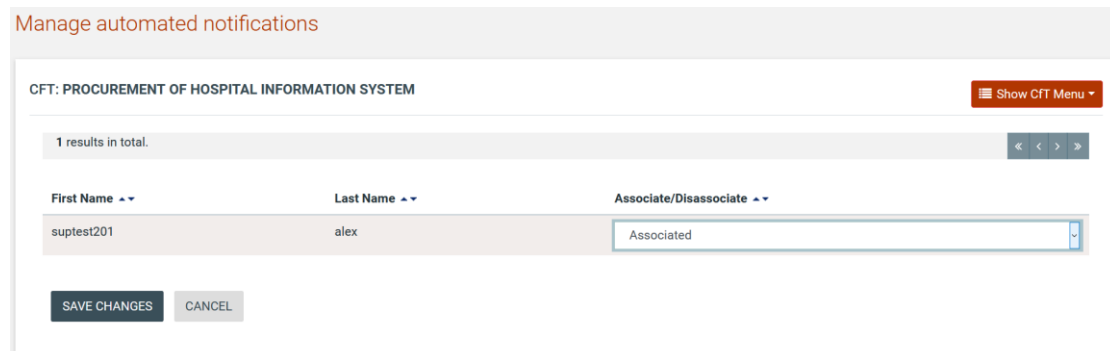 Manage automated notifications
CFT: PROCUREMENT OF HOSPITAL INFORMATION SYSTEM
Show CfT Menu
1 results in total.
« < > »
First Name Last Name Associate/Disassociate
suptest201 alex Associated
SAVE CHANGES CANCEL